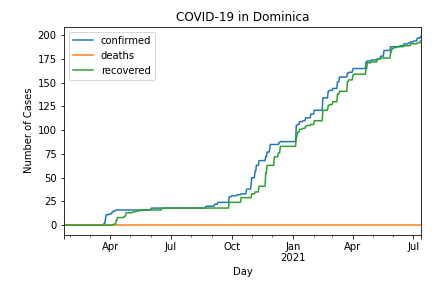 COVID-19 in Dominica
confirmed
deaths
recovered
Number of Cases
200
175
150
125
100
75
50
25
0
Apr
Jul
Oct
Jan
2021
Apr
Jul
Day